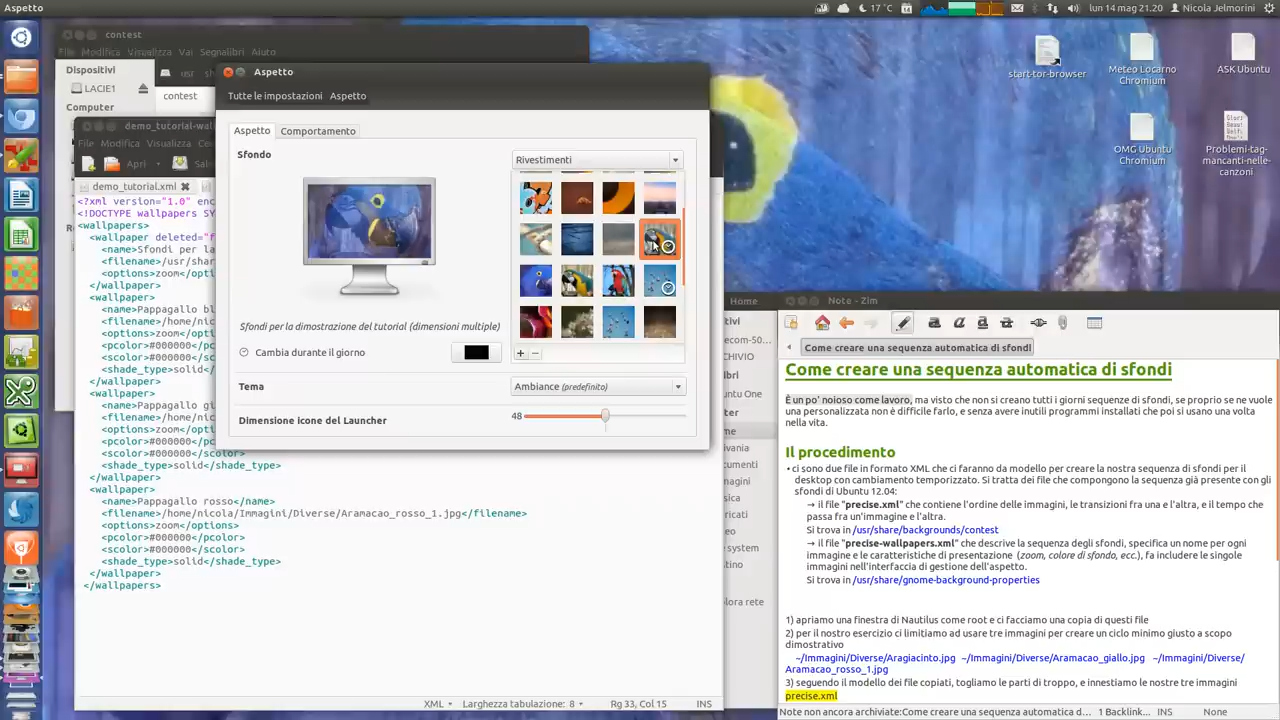 Aspetto
17 °C
lun 14 mag 21.20
Nicola Jelmorini
contest
File Modifica Visualizza Vai Segnalibri Aiuto
Dispositivi
LACIE1
Computer
usr
contest
Aspetto
Tutte le impostazioni Aspetto
Aspetto
Comportamento
Sfondo
Rivestimenti
Sfondi per la dimostrazione del tutorial (dimensioni multiple)
Cambia durante il giorno
Tema
Ambiance (predefinito)
Dimensione icone del Launcher
48
start-tor-browser
Meteo Locarno
Chromium
ASK Ubuntu
OMG Ubuntu
Chromium
Problemi-tag-
mancanti-nelle-
canzoni
File Modifica Visualizza
Apri
demo_tutorial.xml
<?xml version="1.0"
<!DOCTYPE wallpapers SY
<wallpapers>
<wallpaper deleted="f
<name>Sfondi per la
<filename>/usr/shar
<options>zoom</opti
</wallpaper>
<wallpaper>
<name>Pappagallo bl
<filename>/home/nic
<options>zoom</opti
<pcolor>#000000</pc
<scolor>#000000</sc
<shade_type>solid</
</wallpaper>
<wallpaper>
<name>Pappagallo gi
<filename>/home/nic
<options>zoom</opti
<pcolor>#000000</pcolor>
<scolor>#000000</scolor>
<shade_type>solid</shade_type>
</wallpaper>
<wallpaper>
<name>Pappagallo rosso</name>
<filename>/home/nicola/Immagini/Diverse/Aramacao_rosso_1.jpg</filename>
<options>zoom</options>
<pcolor>#000000</pcolor>
<scolor>#000000</scolor>
<shade_type>solid</shade_type>
</wallpaper>
</wallpapers>
XML Larghezza tabulazione: 8 Rg 33, Col 15 INS
Home
Ubuntu One
Note - Zim
Come creare una sequenza automatica di sfondi
Come creare una sequenza automatica di sfondi
È un po' noioso come lavoro, ma visto che non si creano tutti i giorni sequenze di sfondi, se proprio se ne vuole
una personalizzata non è difficile farlo, e senza avere inutili programmi installati che poi si usano una volta
nella vita.
Il procedimento
• ci sono due file in formato XML che ci faranno da modello per creare la nostra sequenza di sfondi per il
desktop con cambiamento temporizzato. Si tratta dei file che compongono la sequenza già presente con gli
sfondi di Ubuntu 12.04:
→ il file "precise.xml" che contiene l'ordine delle immagini, le transizioni fra una e l'altra, e il tempo che
passa fra un'immagine e l'altra.
Si trova in /usr/share/backgrounds/contest
→ il file "precise-wallpapers.xml" che descrive la sequenza degli sfondi, specifica un nome per ogni
immagine e le caratteristiche di presentazione (zoom, colore di sfondo, ecc.), fa includere le singole
immagini nell'interfaccia di gestione dell'aspetto.
Si trova in /usr/share/gnome-background-properties
1) apriamo una finestra di Nautilus come root e ci facciamo una copia di questi file
2) per il nostro esercizio ci limitiamo ad usare tre immagini per creare un ciclo minimo giusto a scopo
dimostrativo
~/Immagini/Diverse/Aragiacinto.jpg ~/Immagini/Diverse/Aramacao_giallo.jpg ~/Immagini/Diverse/
Aramacao_rosso_1.jpg
3) seguendo il modello dei file copiati, togliamo le parti di troppo, e innestiamo le nostre tre immagini
precise.xml
Note non ancora archiviate:Come creare una sequenza automatica d... 1 Backlink... INS None